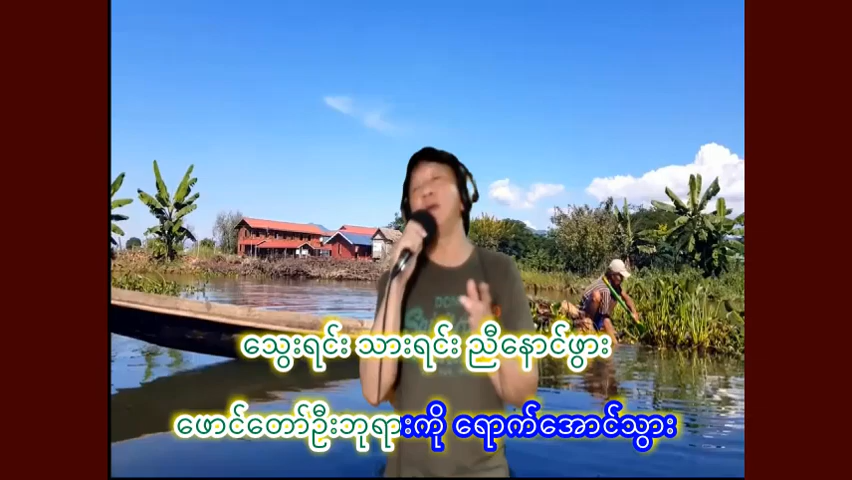 သွေးရင်း သားရင်း ညီနောင်ဖွား
ဖောင်တော်ဦးဘုရားကို ရောက်အောင်သွား